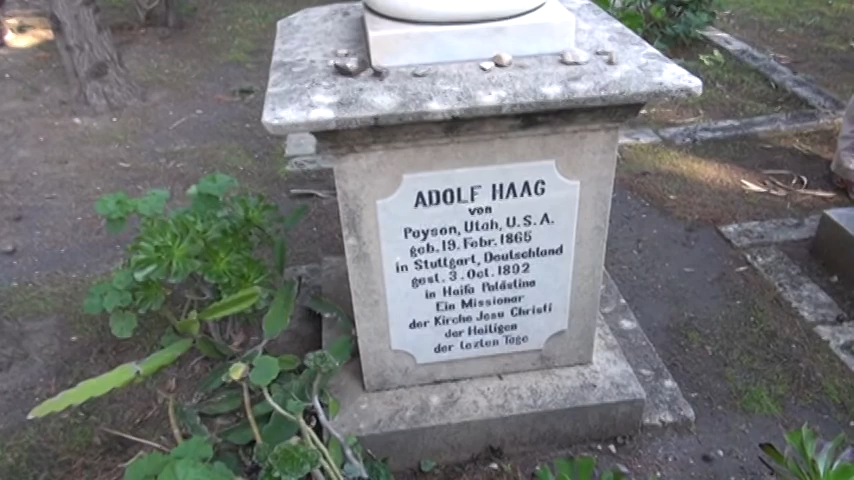 ADOLF HAAG
von
Payson, Utah, U.S.A.
geb. 19. Febr. 1865
in Stuttgart, Deutschland
gest. 3. Oct. 1892
in Haifa Palästina
Ein Missionar
der Kirche Jesu Christi
der Heiligen
der lezten Tage